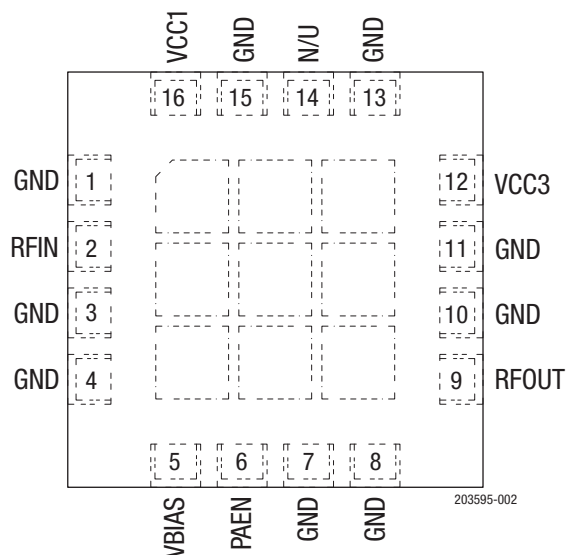 VCC1 GND N/U GND
16 15 14 13
GND 1 12 VCC3
RFIN 2 11 GND
GND 3 10 GND
GND 4 9 RFOUT
5 6 7 8
VBIAS PAEN GND GND
203595-002